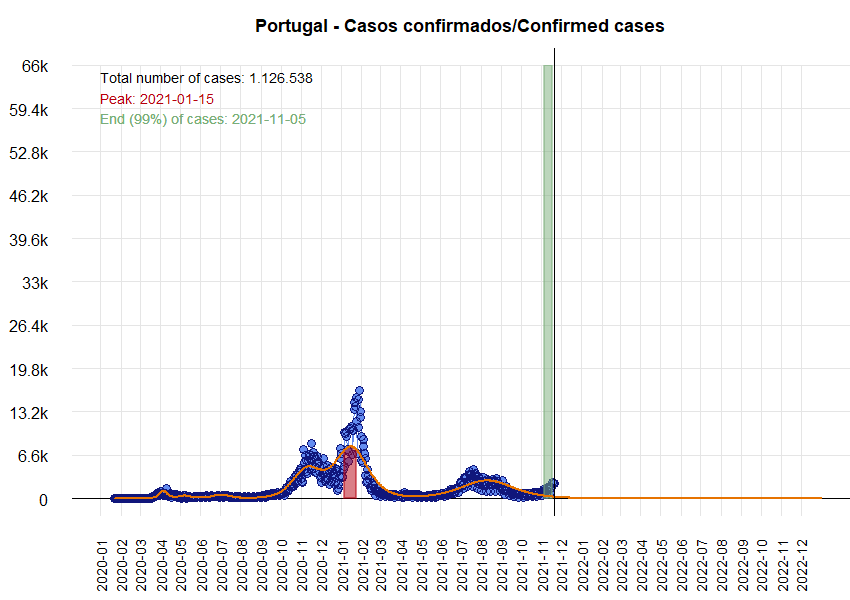 Portugal - Casos confirmados/Confirmed cases
Total number of cases: 1.126.538
Peak: 2021-01-15
End (99%) of cases: 2021-11-05
66k
59.4k
52.8k
46.2k
39.6k
33k
26.4k
19.8k
13.2k
6.6k
0
2020-01
2020-02
2020-03
2020-04
2020-05
2020-06
2020-07
2020-08
2020-09
2020-10
2020-11
2020-12
2021-01
2021-02
2021-03
2021-04
2021-05
2021-06
2021-07
2021-08
2021-09
2021-10
2021-11
2021-12
2022-01
2022-02
2022-03
2022-04
2022-05
2022-06
2022-07
2022-08
2022-09
2022-10
2022-11
2022-12